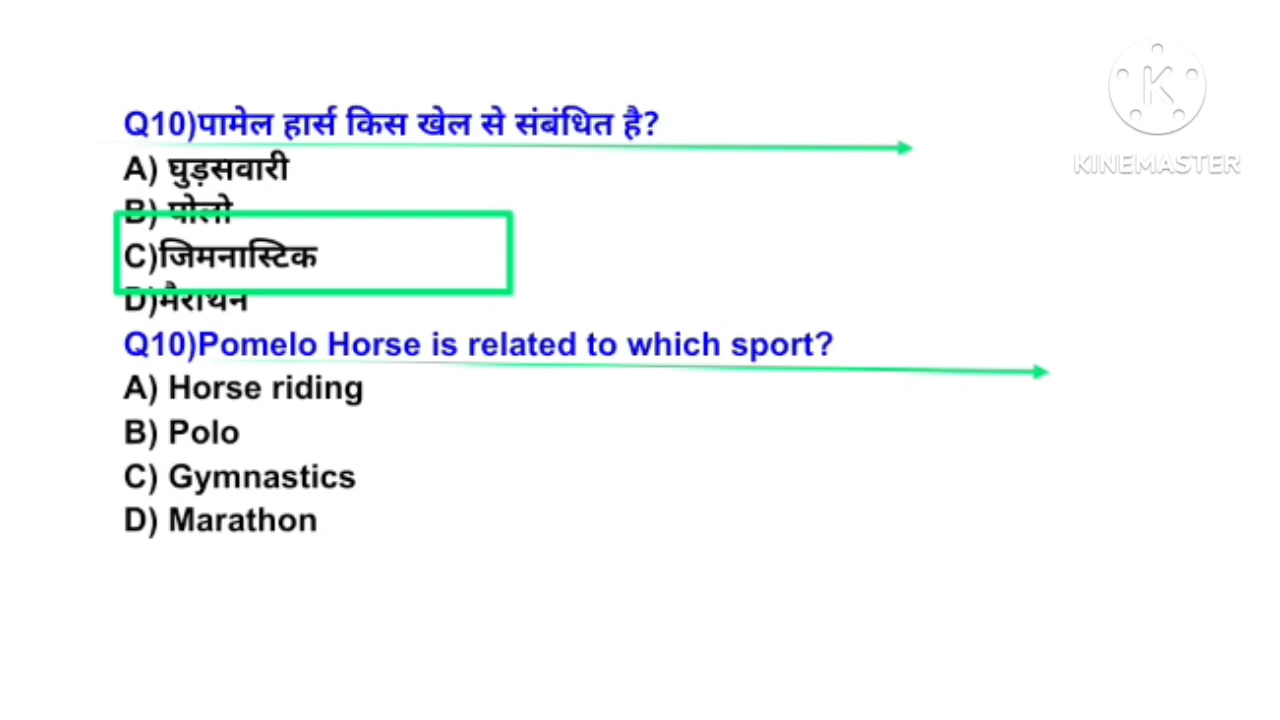 Q10)पामेल हार्स किस खेल से संबंधित है?
A) घुड़सवारी
B) पोलो
C)जिमनास्टिक
D)मैराथन
Q10)Pomelo Horse is related to which sport?
A) Horse riding
B) Polo
C) Gymnastics
D) Marathon
K
KINEMASTER